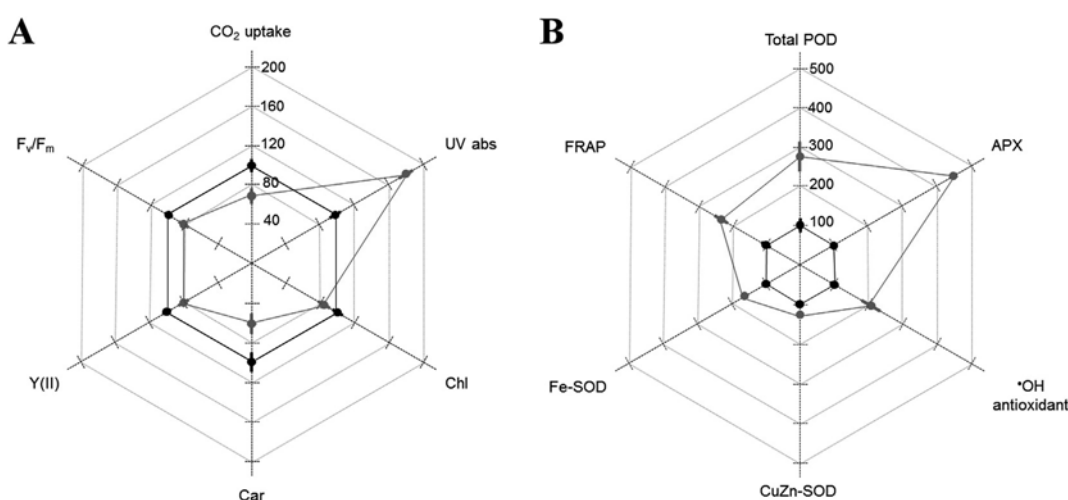 A
CO₂ uptake
200
160
120
80
40
UV abs
Chl
Car
Y(II)
Fᵥ/Fₘ
B
Total POD
500
400
300
200
100
APX
•OH
antioxidant
CuZn-SOD
Fe-SOD
FRAP